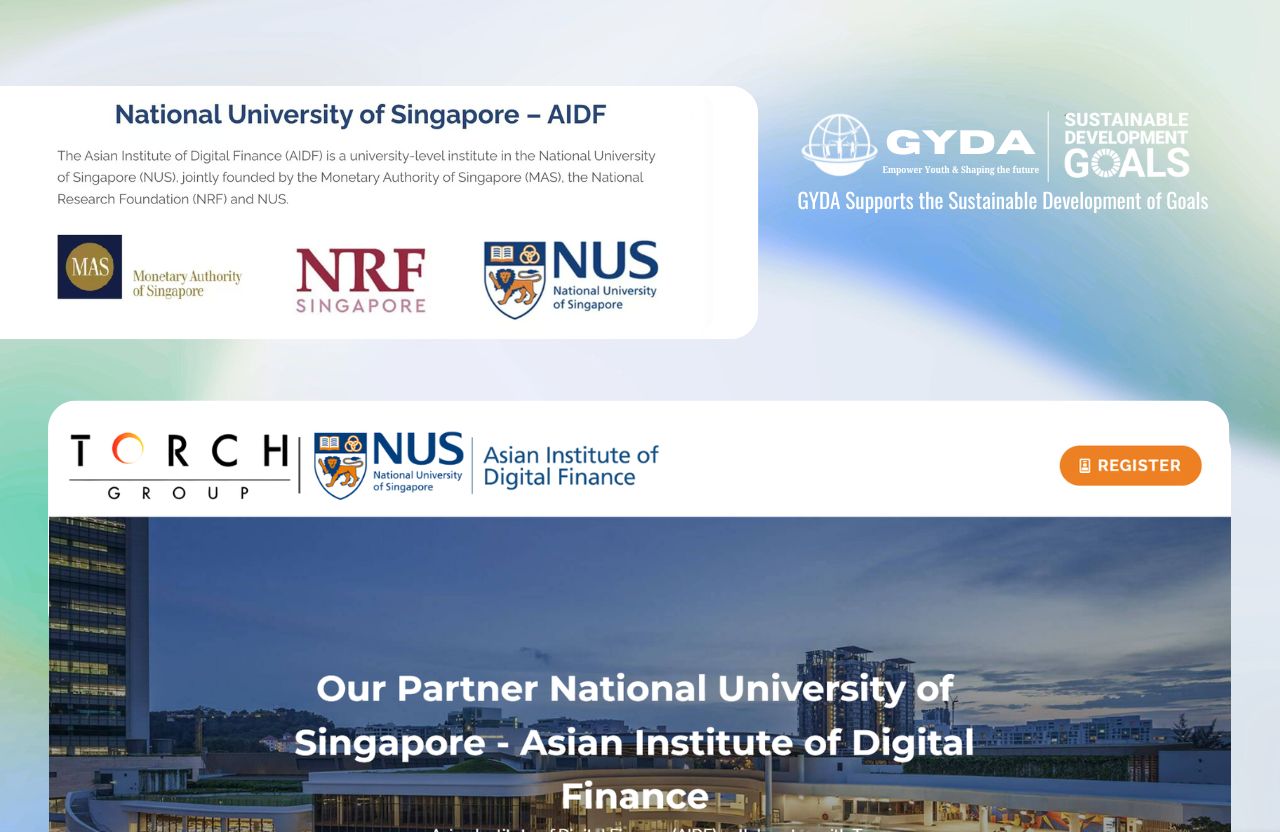 National University of Singapore – AIDF
The Asian Institute of Digital Finance (AIDF) is a university-level institute in the National University
of Singapore (NUS), jointly founded by the Monetary Authority of Singapore (MAS), the National
Research Foundation (NRF) and NUS.
MAS
Monetary Authority
of Singapore
NRF
SINGAPORE
NUS
National University
of Singapore
GYDA
Empower Youth & Shaping the future
SUSTAINABLE
DEVELOPMENT
GOALS
GYDA Supports the Sustainable Development of Goals
TORCH
GROUP
NUS
National University
of Singapore
Asian Institute of
Digital Finance
REGISTER
Our Partner National University of
Singapore - Asian Institute of Digital
Finance